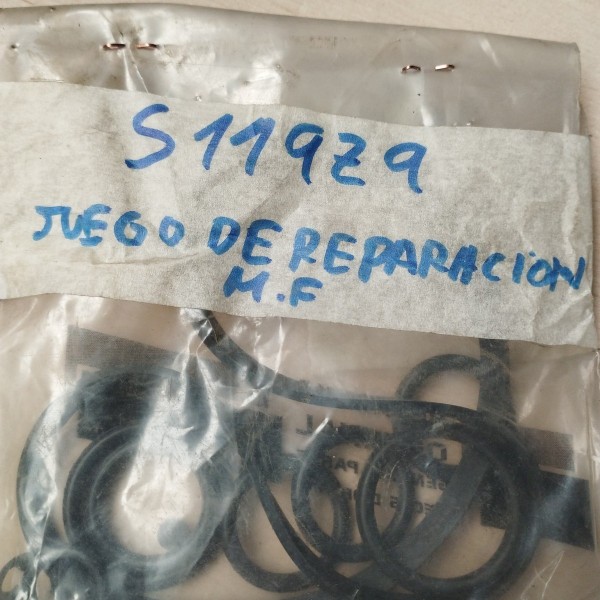 S119Z9
JUEGO DE REPARACION
M.F